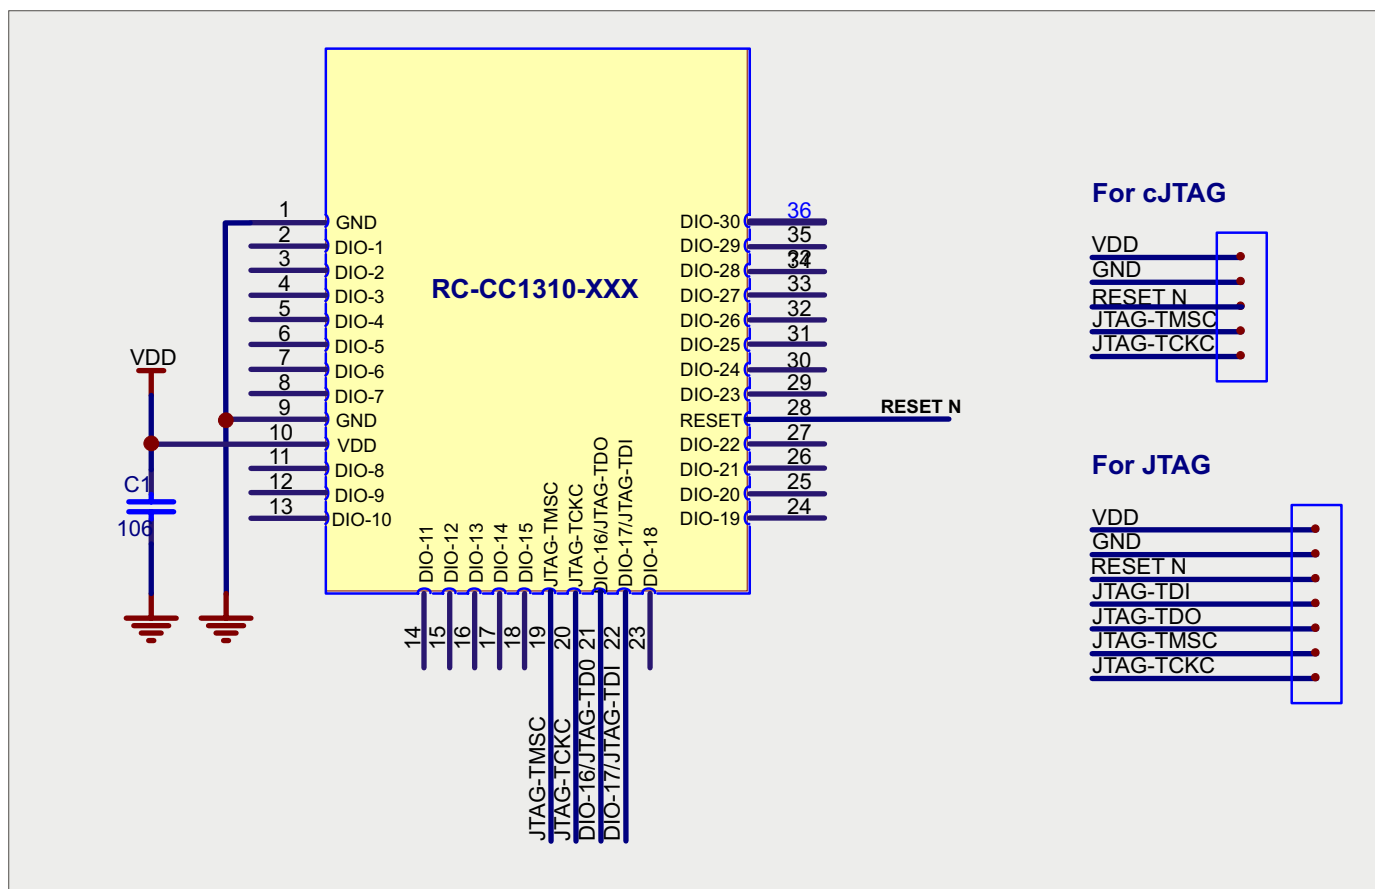 RC-CC1310-XXX
1 GND
2 DIO-1
3 DIO-2
4 DIO-3
5 DIO-4
6 DIO-5
7 DIO-6
8 DIO-7
9 GND
10 VDD
11 DIO-8
12 DIO-9
13 DIO-10
VDD
C1
106
DIO-30 36
DIO-29 35
DIO-28 34
DIO-27 33
DIO-26 32
DIO-25 31
DIO-24 30
DIO-23 29
RESET 28 RESET N
DIO-22 27
DIO-21 26
DIO-20 25
DIO-19 24
DIO-11 14
DIO-12 15
DIO-13 16
DIO-14 17
DIO-15 18
JTAG-TMSC 19 JTAG-TMSC
JTAG-TCKC 20 JTAG-TCKC
DIO-16/JTAG-TDO 21 DIO-16/JTAG-TD0
DIO-17/JTAG-TDI 22 DIO-17/JTAG-TDI
DIO-18 23
For cJTAG
VDD
GND
RESET N
JTAG-TMSC
JTAG-TCKC
For JTAG
VDD
GND
RESET N
JTAG-TDI
JTAG-TDO
JTAG-TMSC
JTAG-TCKC